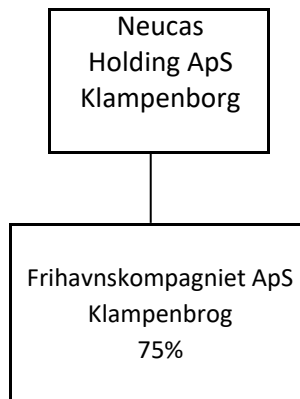 Neucas
Holding ApS
Klampenborg
Frihavnskompagniet ApS
Klampenbrog
75%